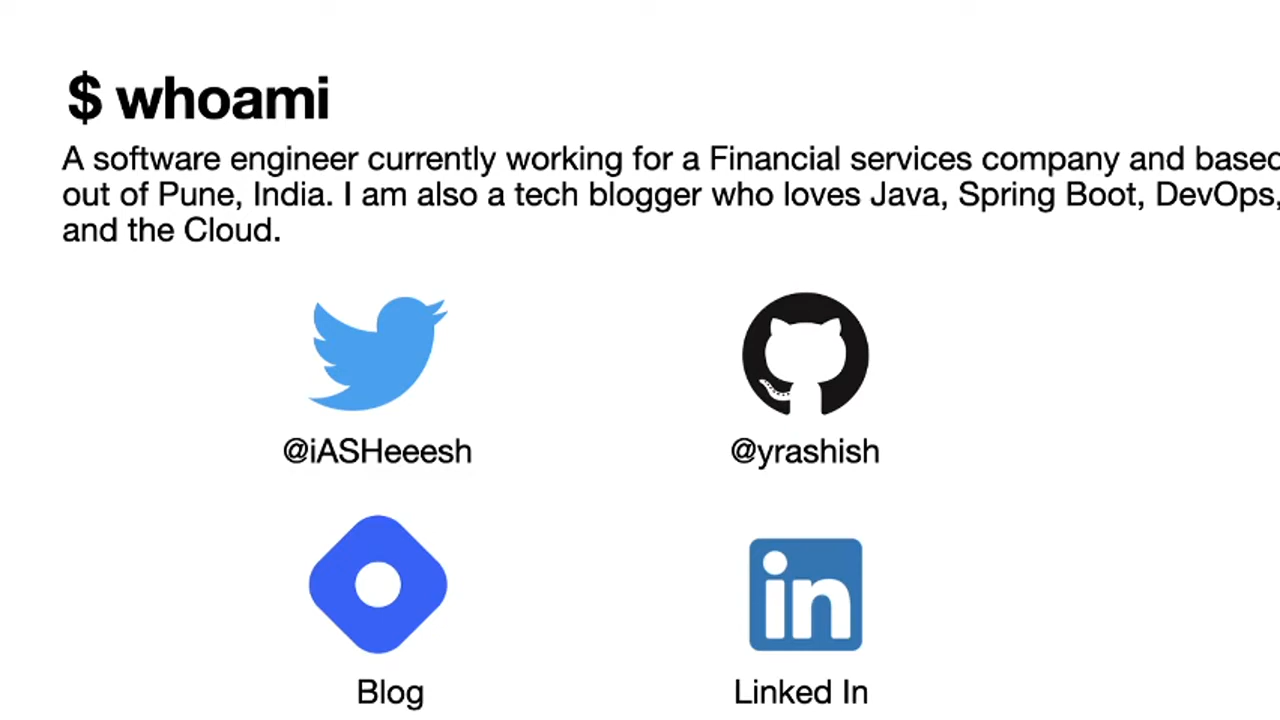 $ whoami
A software engineer currently working for a Financial services company and based
out of Pune, India. I am also a tech blogger who loves Java, Spring Boot, DevOps,
and the Cloud.
@iASHeeesh
@yrashish
in
Blog
Linked In